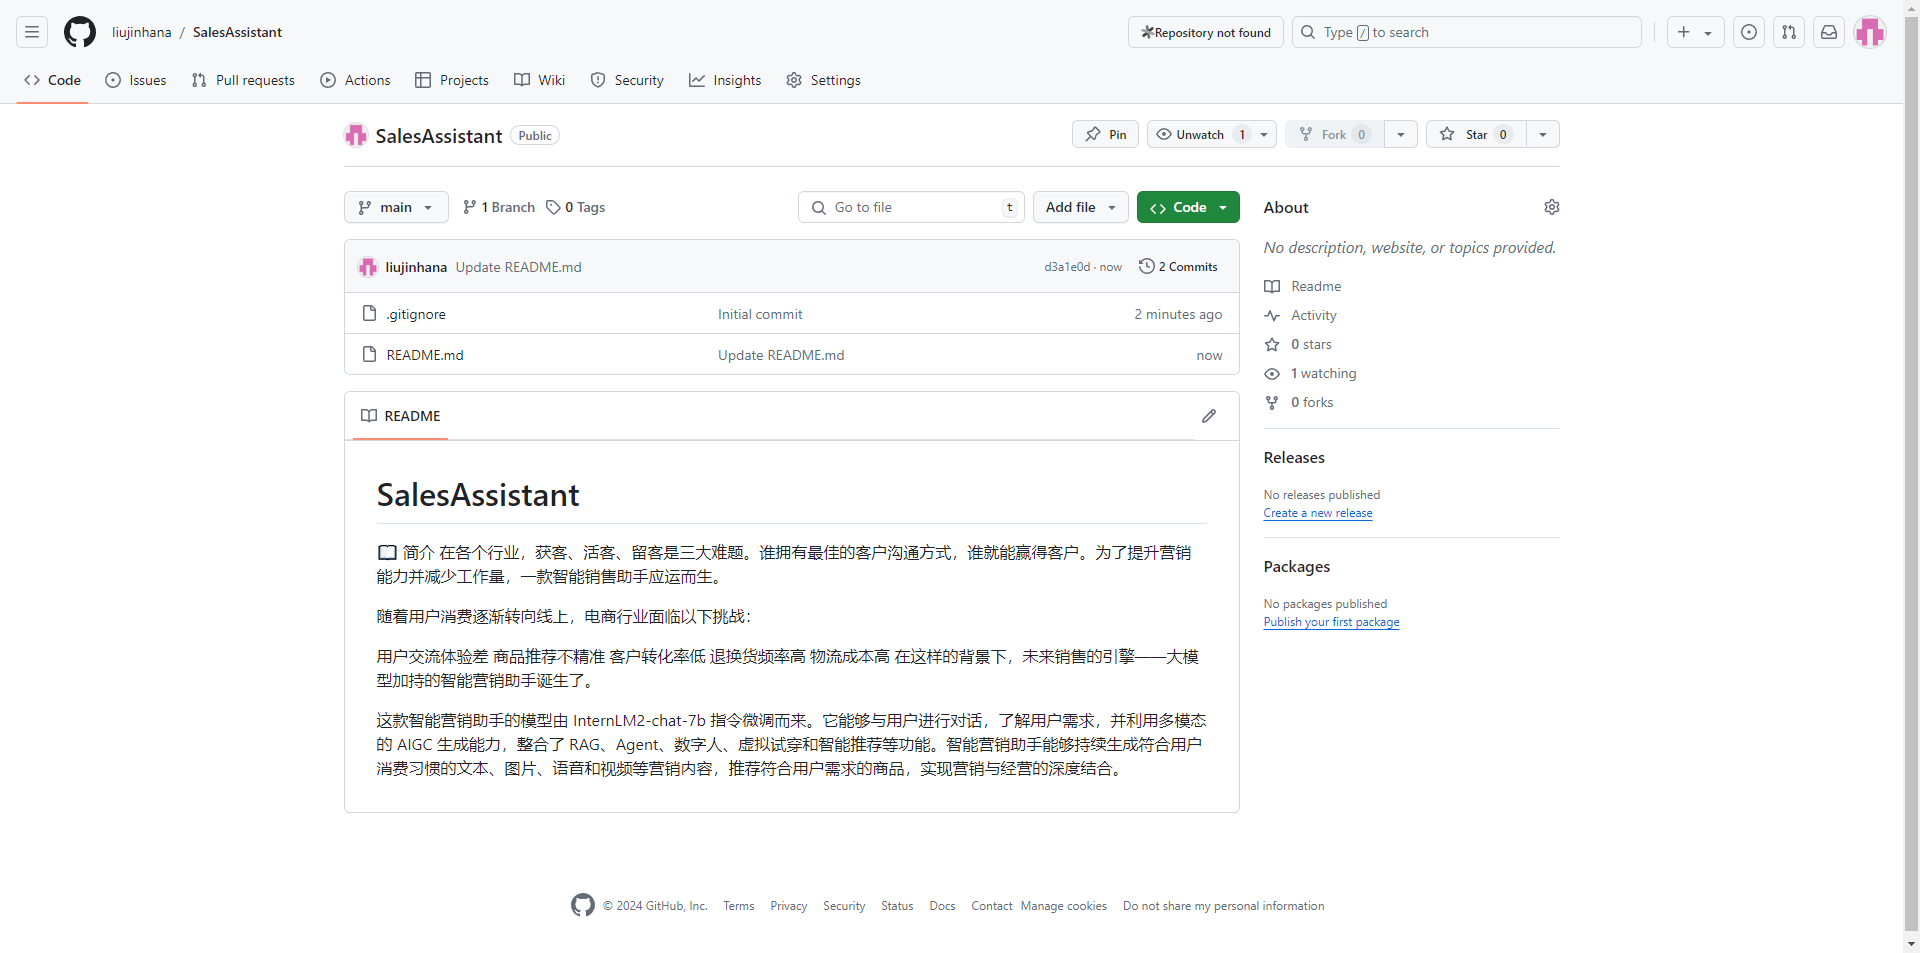 liujinhana / SalesAssistant
Repository not found
Type / to search
Code Issues Pull requests Actions Projects Wiki Security Insights Settings
SalesAssistant Public
Pin Unwatch 1 Fork 0 Star 0
main 1 Branch 0 Tags Go to file t Add file Code
liujinhana Update README.md d3a1e0d · now 2 Commits
.gitignore Initial commit 2 minutes ago
README.md Update README.md now
README
SalesAssistant
📖 简介 在各个行业，获客、活客、留客是三大难题。谁拥有最佳的客户沟通方式，谁就能赢得客户。为了提升营销
能力并减少工作量，一款智能销售助手应运而生。
随着用户消费逐渐转向线上，电商行业面临以下挑战：
用户交流体验差 商品推荐不精准 客户转化率低 退换货频率高 物流成本高 在这样的背景下，未来销售的引擎——大模
型加持的智能营销助手诞生了。
这款智能营销助手的模型由 InternLM2-chat-7b 指令微调而来。它能够与用户进行对话，了解用户需求，并利用多模态
的 AIGC 生成能力，整合了 RAG、Agent、数字人、虚拟试穿和智能推荐等功能。智能营销助手能够持续生成符合用户
消费习惯的文本、图片、语音和视频等营销内容，推荐符合用户需求的商品，实现营销与经营的深度结合。
About
No description, website, or topics provided.
Readme
Activity
0 stars
1 watching
0 forks
Releases
No releases published
Create a new release
Packages
No packages published
Publish your first package
© 2024 GitHub, Inc. Terms Privacy Security Status Docs Contact Manage cookies Do not share my personal information